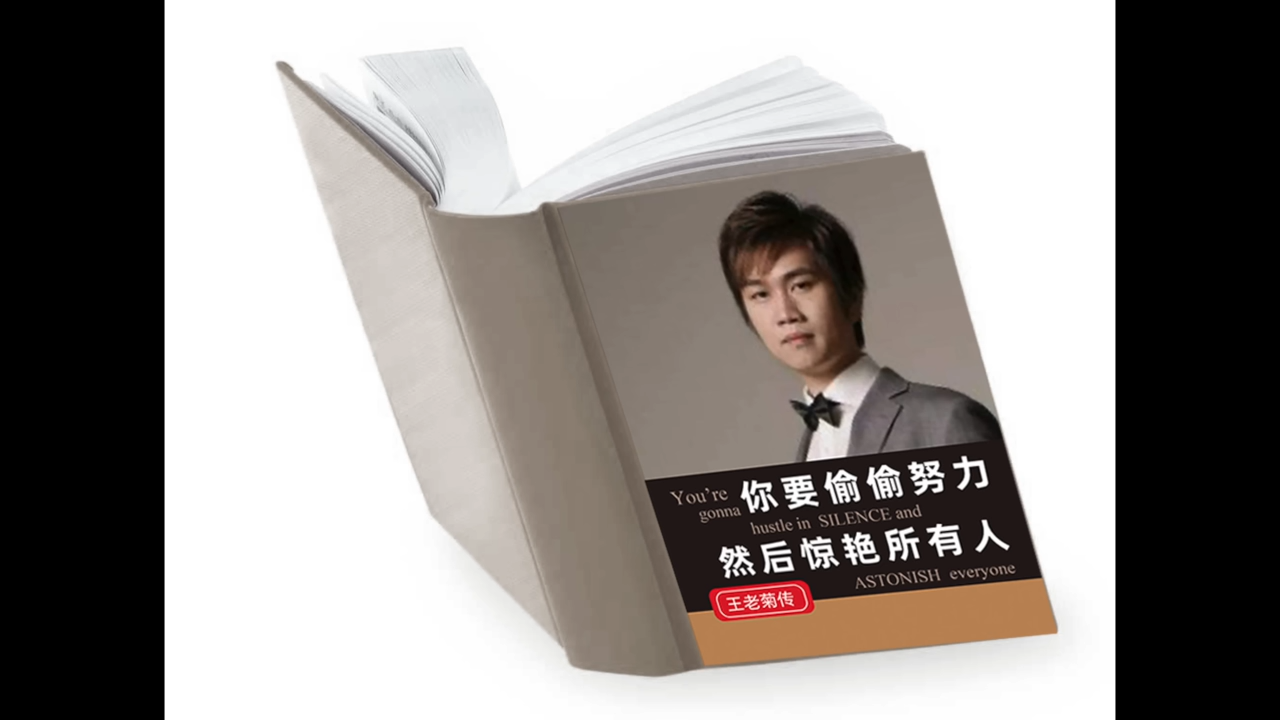 You're
gonna
你要偷偷努力
hustle in SILENCE and
然后惊艳所有人
ASTONISH everyone
王老菊传